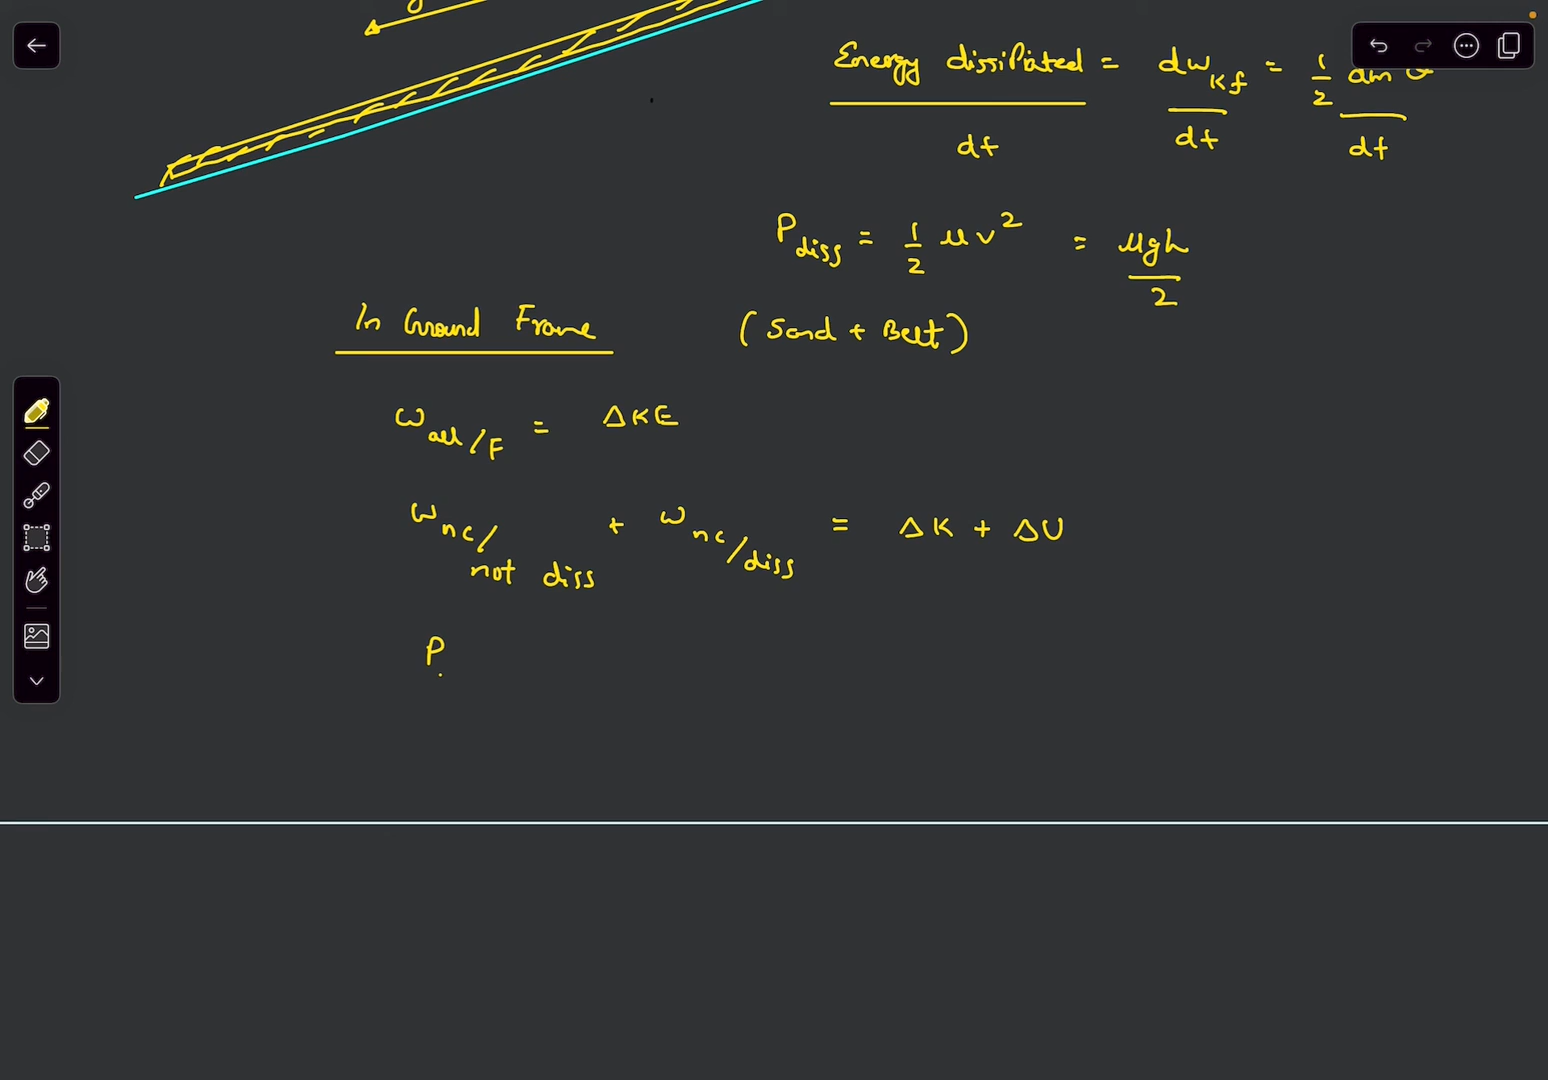 Energy dissipated = dw_kf = 1/2 dm v
dt dt dt
P_diss = 1/2 μv² = μgh/2
In Ground Frame (Sand + Belt)
W_all/F = ΔKE
W_nc/not diss + W_nc/diss = ΔK + ΔU
P